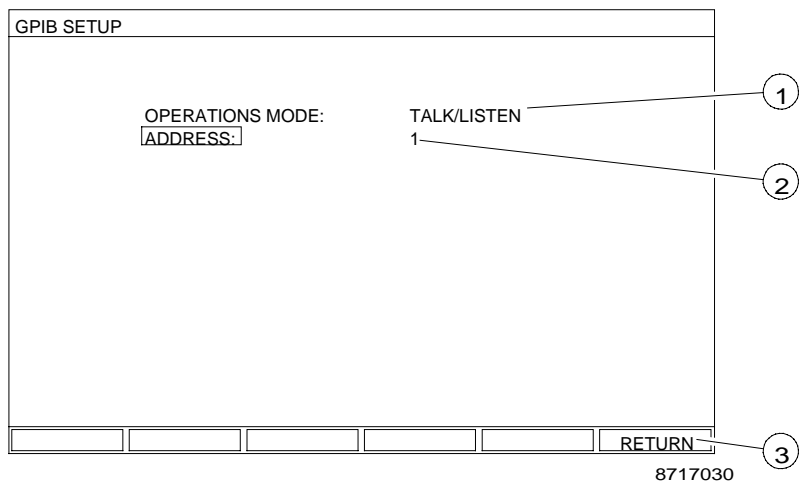 GPIB SETUP
1
OPERATIONS MODE: TALK/LISTEN
ADDRESS: 1
2
RETURN
3
8717030